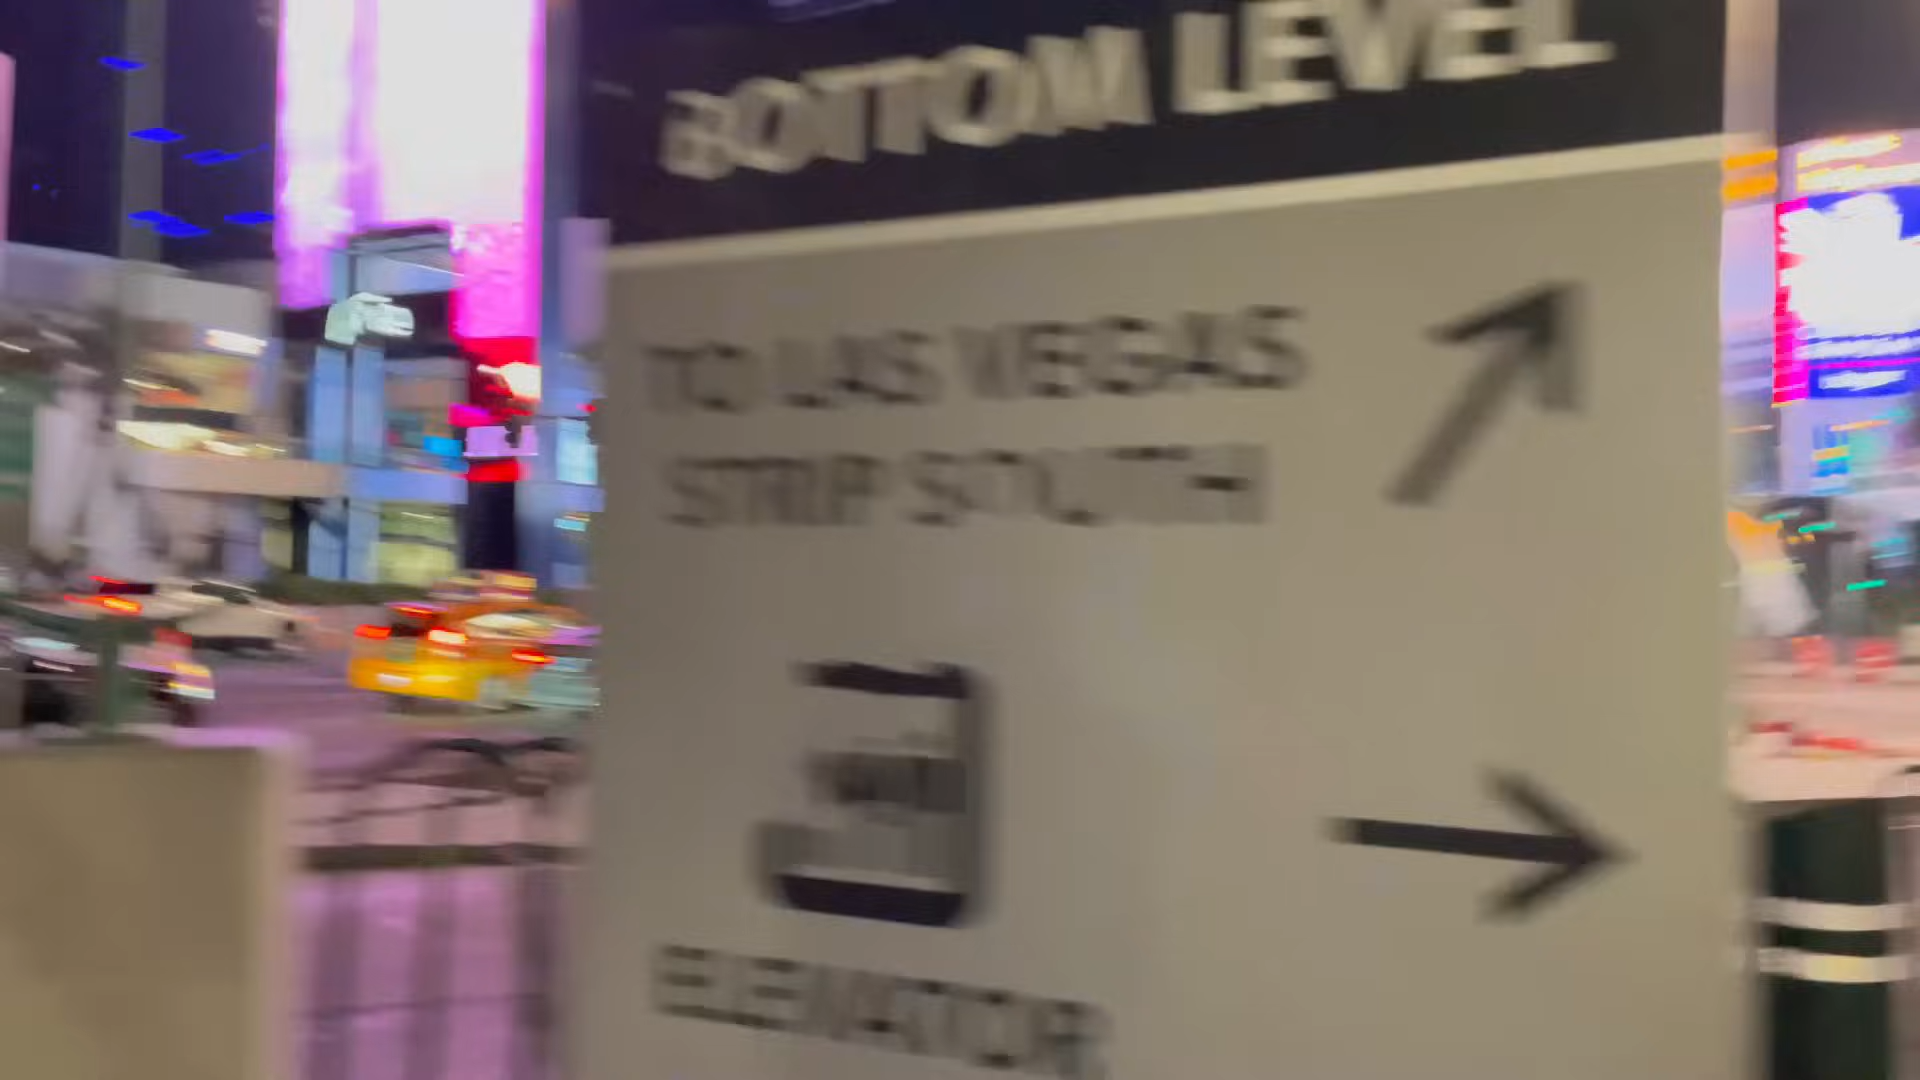 BOTTOM LEVEL
TO LAS VEGAS
STRIP SOUTH
ELEVATOR